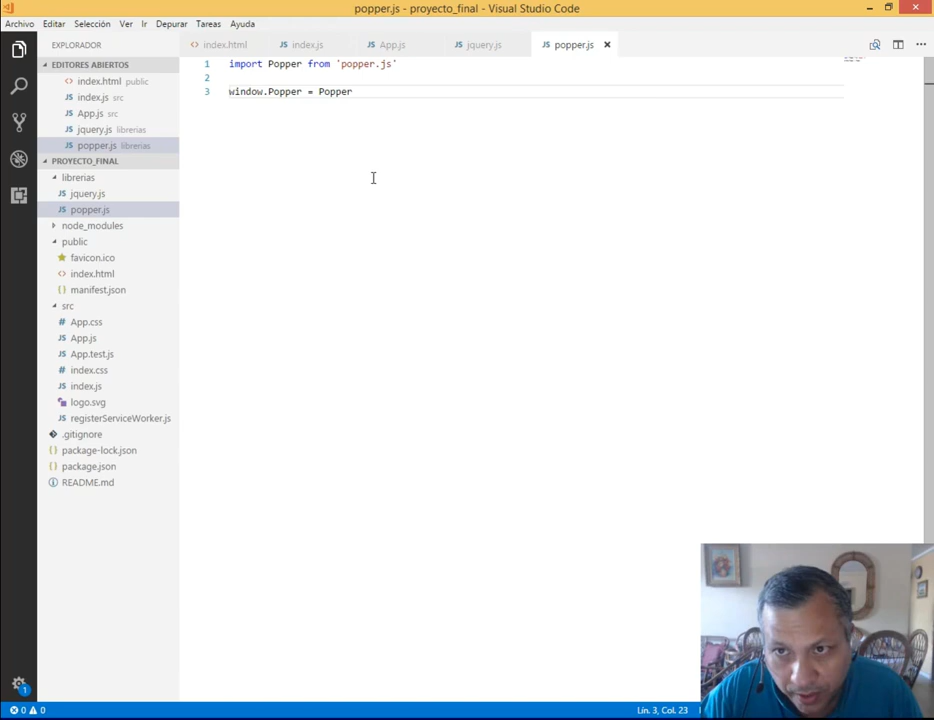 popper.js - proyecto_final - Visual Studio Code
Archivo Editar Selección Ver Ir Depurar Tareas Ayuda
EXPLORADOR
EDITORES ABIERTOS
index.html public
index.js src
App.js src
jquery.js librerias
popper.js librerias
PROYECTO_FINAL
librerias
jquery.js
popper.js
node_modules
public
favicon.ico
index.html
manifest.json
src
App.css
App.js
App.test.js
index.css
index.js
logo.svg
registerServiceWorker.js
.gitignore
package-lock.json
package.json
README.md
index.html index.js App.js jquery.js popper.js
1 import Popper from 'popper.js'
2
3 window.Popper = Popper
1
0 0 Lín. 3, Col. 23